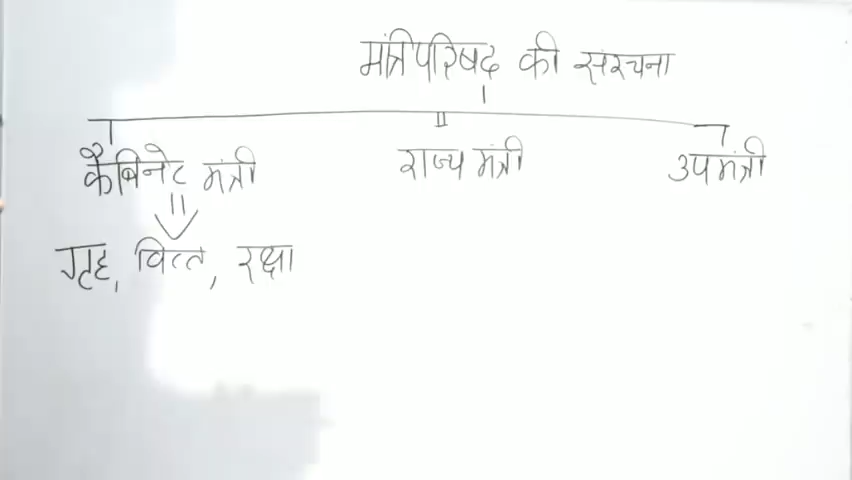 मंत्रिपरिषद की संरचना
कैबिनेट मंत्री राज्य मंत्री उपमंत्री
गृह, वित्त, रक्षा